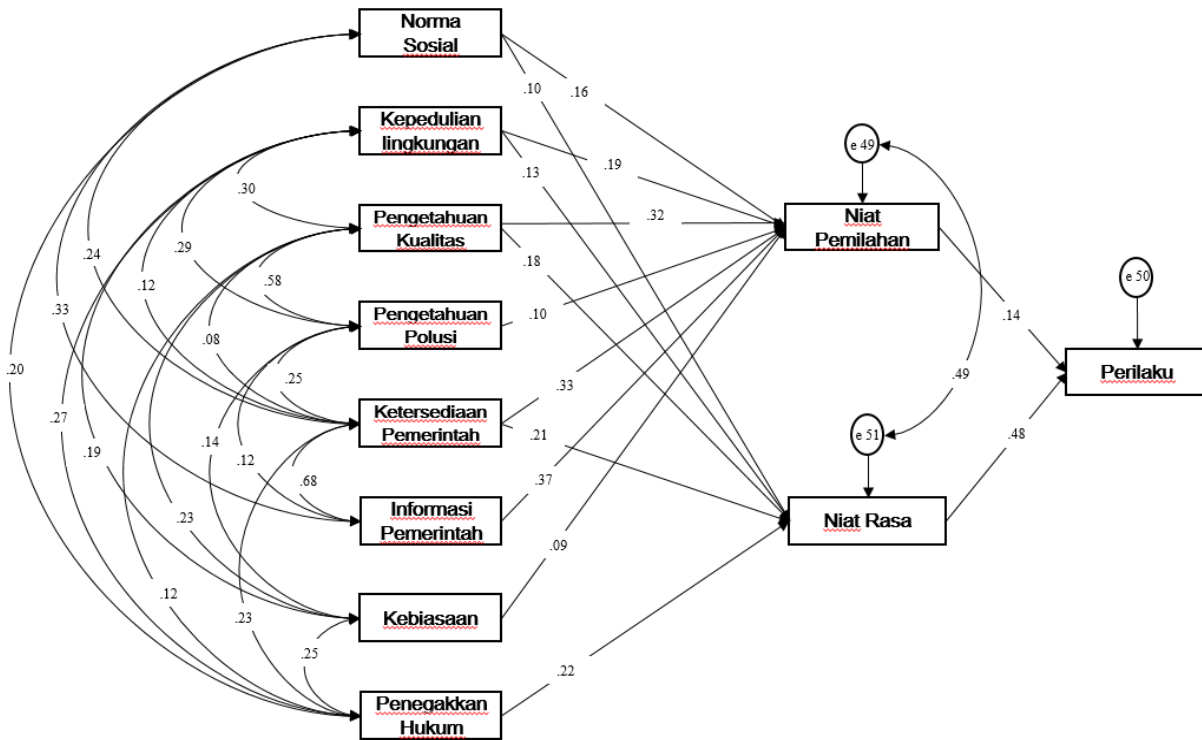 Norma
Sosial
.10
.16
Kepedulian
lingkungan
e 49
.13
.19
.30
Pengetahuan
Kualitas
.32
Niat
Pemilahan
.24
.29
.12
.58
.18
e 50
.33
Pengetahuan
Polusi
.10
.14
.08
.25
.20
Perilaku
.49
.33
Ketersediaan
Pemerintah
.27
.19
.14
.12
.21
e 51
.48
.68
.37
.23
Informasi
Pemerintah
Niat Rasa
.09
.12
.23
Kebiasaan
.25
.22
Penegakkan
Hukum